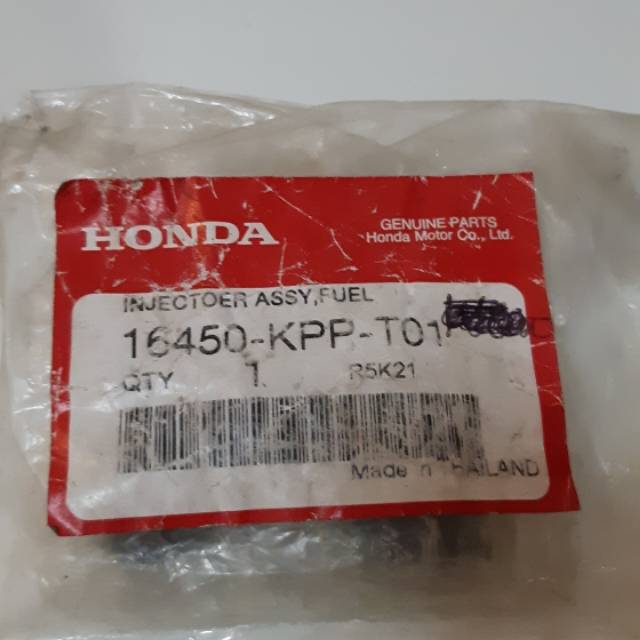 HONDA
GENUINE PARTS
Honda Motor Co., Ltd.
INJECTOER ASSY,FUEL
16450-KPP-T01
QTY 1 R5K21
Made in THAILAND